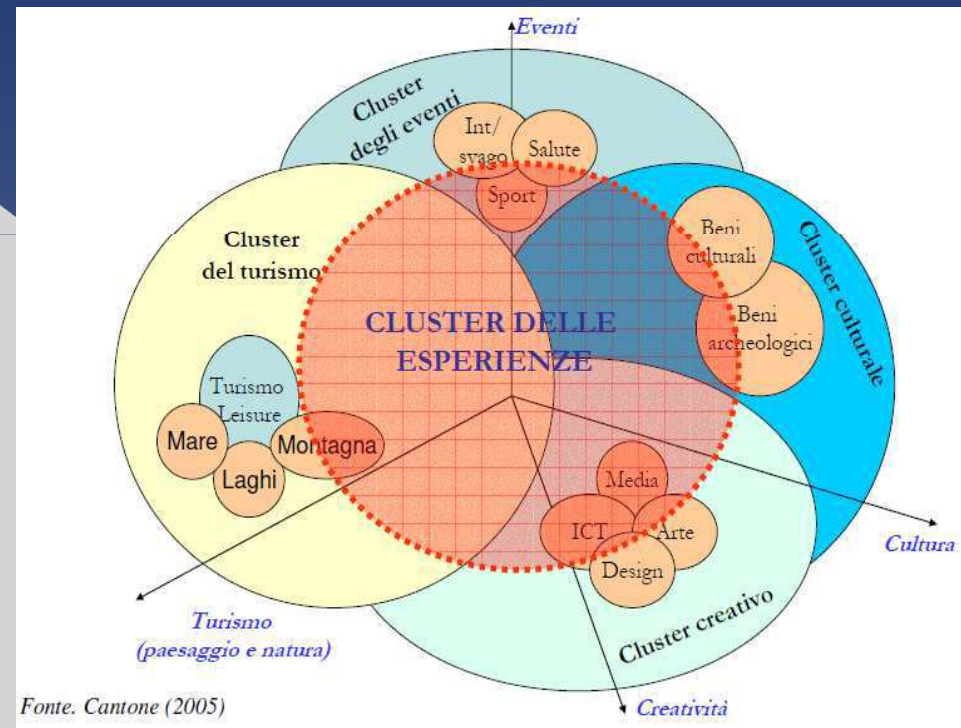 Eventi
Cluster
degli eventi
Int/
svago
Salute
Sport
Cluster
del turismo
Beni
culturali
Cluster culturale
Beni
archeologici
CLUSTER DELLE
ESPERIENZE
Turismo
Leisure
Mare
Montagna
Laghi
Media
ICT
Arte
Design
Cultura
Turismo
(paesaggio e natura)
Cluster creativo
Creatività
Fonte. Cantone (2005)